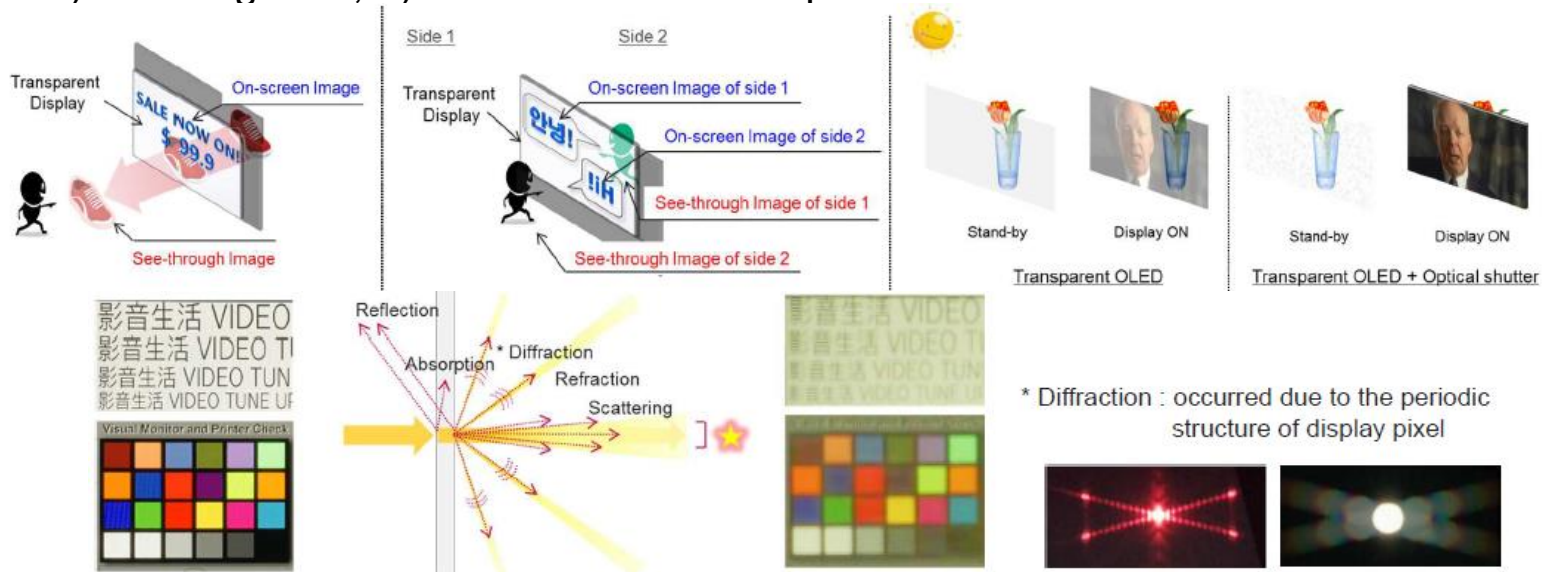 Side 1
Side 2
Transparent
Display
On-screen Image
SALE NOW ON!
$ 99.9
See-through Image
Transparent
Display
On-screen Image of side 1
안녕!
On-screen Image of side 2
Hi!
See-through Image of side 1
See-through Image of side 2
Stand-by
Display ON
Transparent OLED
Stand-by
Display ON
Transparent OLED + Optical shutter
影音生活 VIDEO
影音生活 VIDEO TU
影音生活 VIDEO TUN
影音生活 VIDEO TUNE UP
Visual Monitor and Printer Check
Reflection
Absorption
* Diffraction
Refraction
Scattering
影音生活 VIDEO
影音生活 VIDEO TU
影音生活 VIDEO TUN
影音生活 VIDEO TUNE UP
* Diffraction : occurred due to the periodic
structure of display pixel